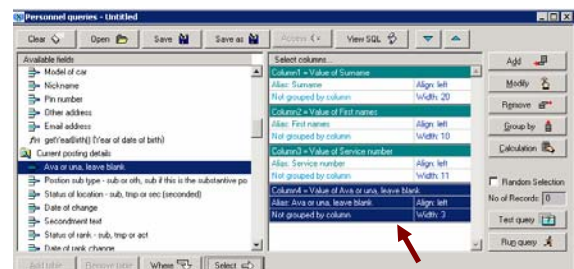 Personnel queries - Untitled
Clear Open Save Save as Access View SQL
Available fields
Model of car
Nickname
Pin number
Other address
Email address
getYear(birth) (Year of date of birth)
Current posting details
Ava or una, leave blank
Portion sub type - sub or oth, sub if this is the substantive po
Status of location - sub, tmp or sec (seconded)
Date of change
Secondment text
Status of rank - sub, tmp or act
Date of rank change
Add table Remove table Where Select
Select columns...
Column1 = Value of Surname
Alias: Surname Align: left
Not grouped by column Width: 20
Column2 = Value of First names
Alias: First names Align: left
Not grouped by column Width: 10
Column3 = Value of Service number
Alias: Service number Align: left
Not grouped by column Width: 11
Column4 = Value of Ava or una, leave blank
Alias: Ava or una, leave blank Align: left
Not grouped by column Width: 3
Add
Modify
Remove
Group by
Calculation
Random Selection
No of Records: 0
Test query
Run query